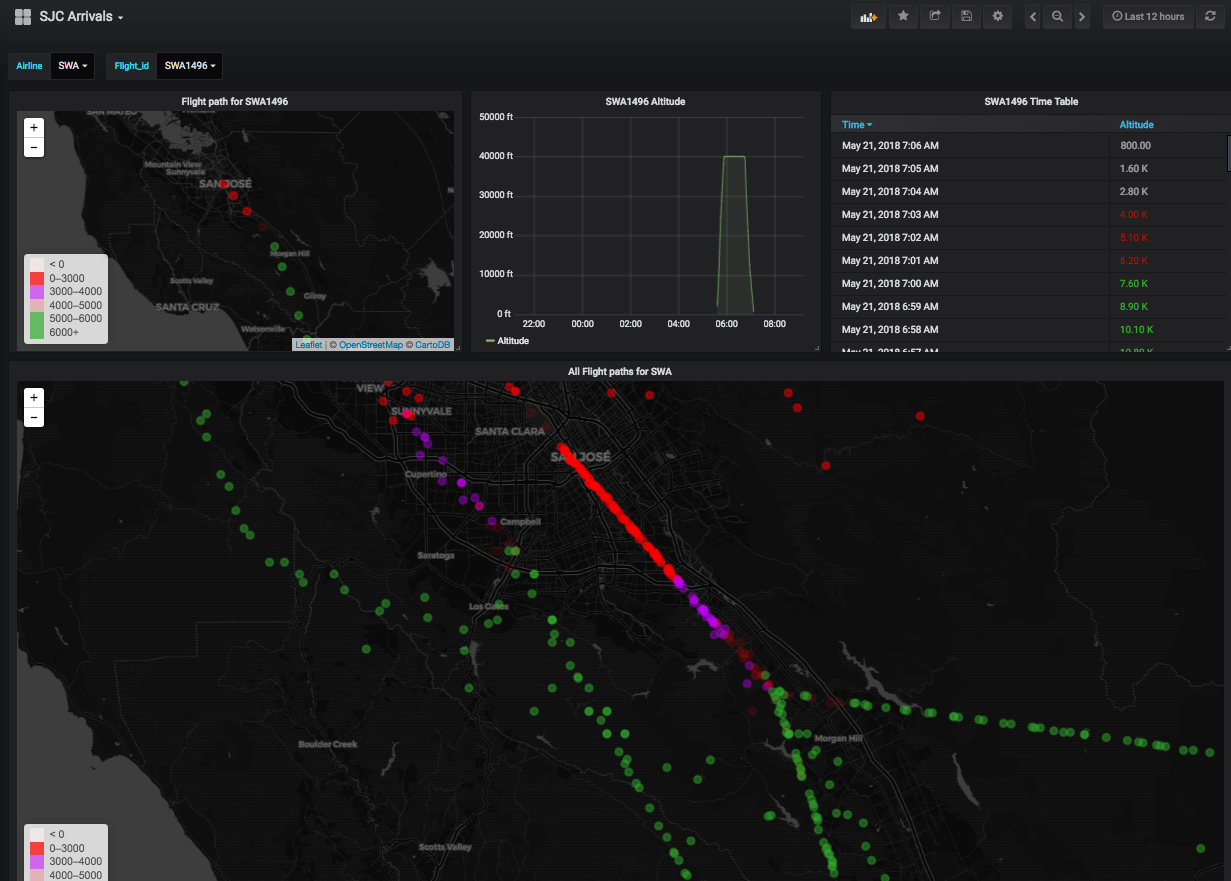 SJC Arrivals
Last 12 hours
Airline SWA Flight_id SWA1496
Flight path for SWA1496
+
−
SAN MATEO
Mountain View
Sunnyvale
SAN JOSÉ
Morgan Hill
Scotts Valley
Gilroy
SANTA CRUZ
Watsonville
< 0
0–3000
3000–4000
4000–5000
5000–6000
6000+
Leaflet | © OpenStreetMap © CartoDB
SWA1496 Altitude
50000 ft
40000 ft
30000 ft
20000 ft
10000 ft
0 ft
22:00 00:00 02:00 04:00 06:00 08:00
Altitude
SWA1496 Time Table
Time Altitude
May 21, 2018 7:06 AM 800.00
May 21, 2018 7:05 AM 1.60 K
May 21, 2018 7:04 AM 2.80 K
May 21, 2018 7:03 AM 4.00 K
May 21, 2018 7:02 AM 5.10 K
May 21, 2018 7:01 AM 6.20 K
May 21, 2018 7:00 AM 7.60 K
May 21, 2018 6:59 AM 8.90 K
May 21, 2018 6:58 AM 10.10 K
May 21, 2018 6:57 AM 10.80 K
All Flight paths for SWA
+
−
VIEW
SUNNYVALE
SANTA CLARA
SAN JOSÉ
Cupertino
Campbell
Saratoga
Los Gatos
Morgan Hill
Boulder Creek
Scotts Valley
< 0
0–3000
3000–4000
4000–5000